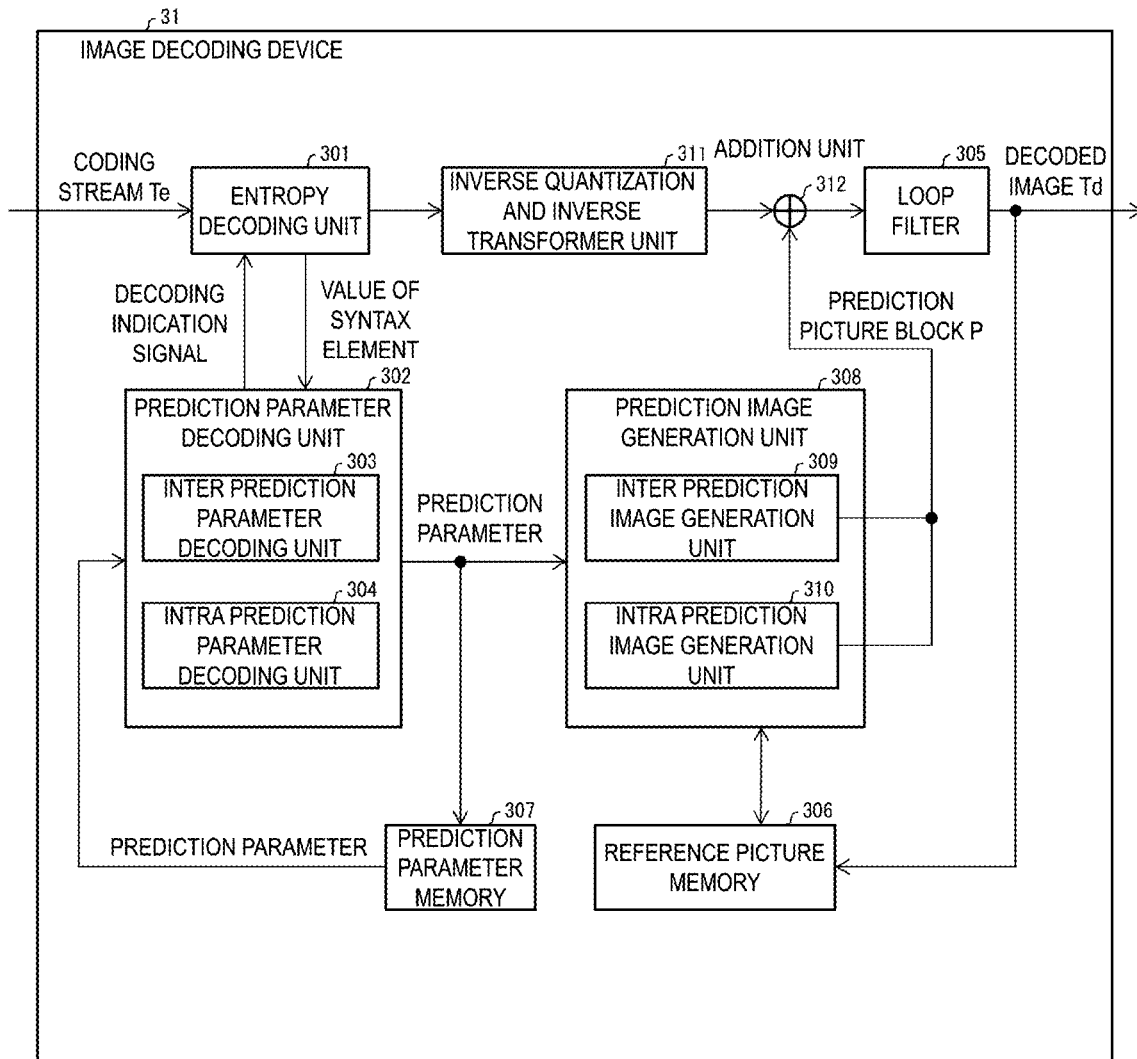 31
IMAGE DECODING DEVICE
CODING
STREAM Te
301
ENTROPY
DECODING UNIT
311
INVERSE QUANTIZATION
AND INVERSE
TRANSFORMER UNIT
ADDITION UNIT
312
305
LOOP
FILTER
DECODED
IMAGE Td
DECODING
INDICATION
SIGNAL
VALUE OF
SYNTAX
ELEMENT
PREDICTION
PICTURE BLOCK P
302
PREDICTION PARAMETER
DECODING UNIT
303
INTER PREDICTION
PARAMETER
DECODING UNIT
304
INTRA PREDICTION
PARAMETER
DECODING UNIT
PREDICTION
PARAMETER
308
PREDICTION IMAGE
GENERATION UNIT
309
INTER PREDICTION
IMAGE GENERATION
UNIT
310
INTRA PREDICTION
IMAGE GENERATION
UNIT
PREDICTION PARAMETER
307
PREDICTION
PARAMETER
MEMORY
306
REFERENCE PICTURE
MEMORY